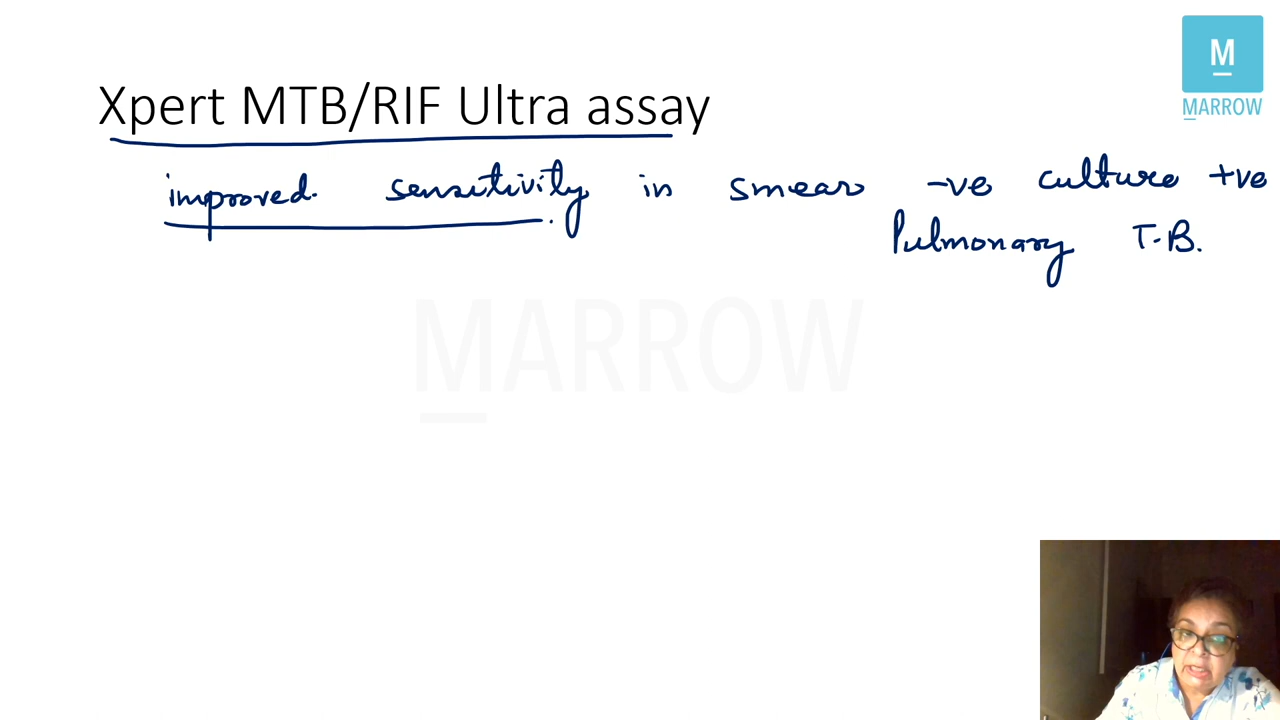 M
MARROW
Xpert MTB/RIF Ultra assay
improved. sensitivity in smear -ve culture +ve
Pulmonary T.B.
MARROW